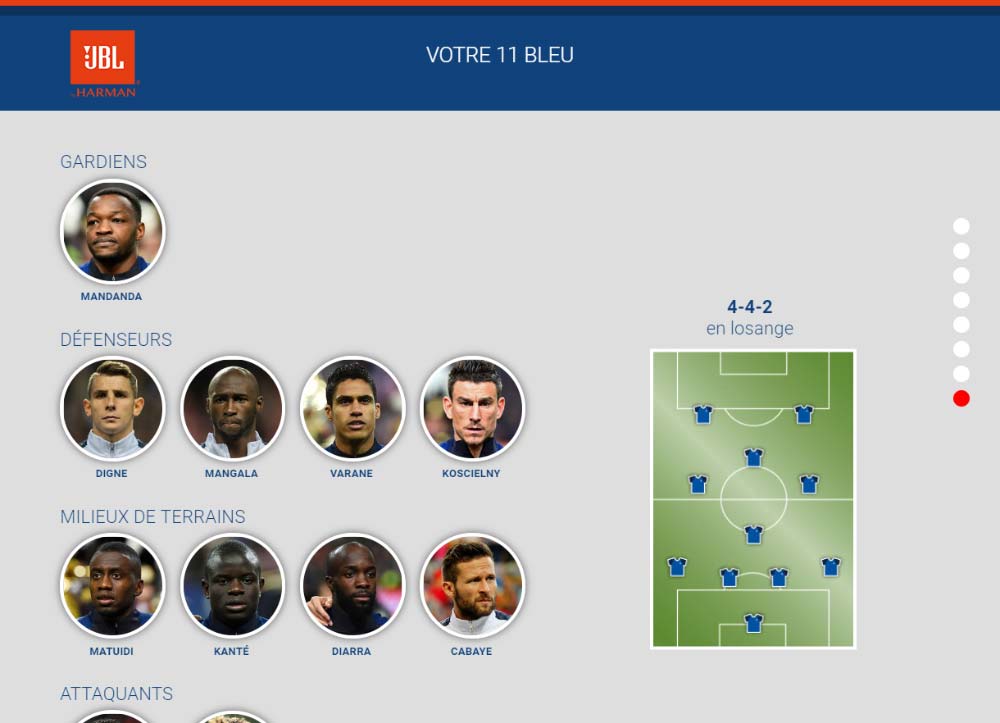 JBL
by HARMAN
VOTRE 11 BLEU
GARDIENS
MANDANDA
DÉFENSEURS
DIGNE MANGALA VARANE KOSCIELNY
4-4-2
en losange
MILIEUX DE TERRAINS
MATUIDI KANTÉ DIARRA CABAYE
ATTAQUANTS